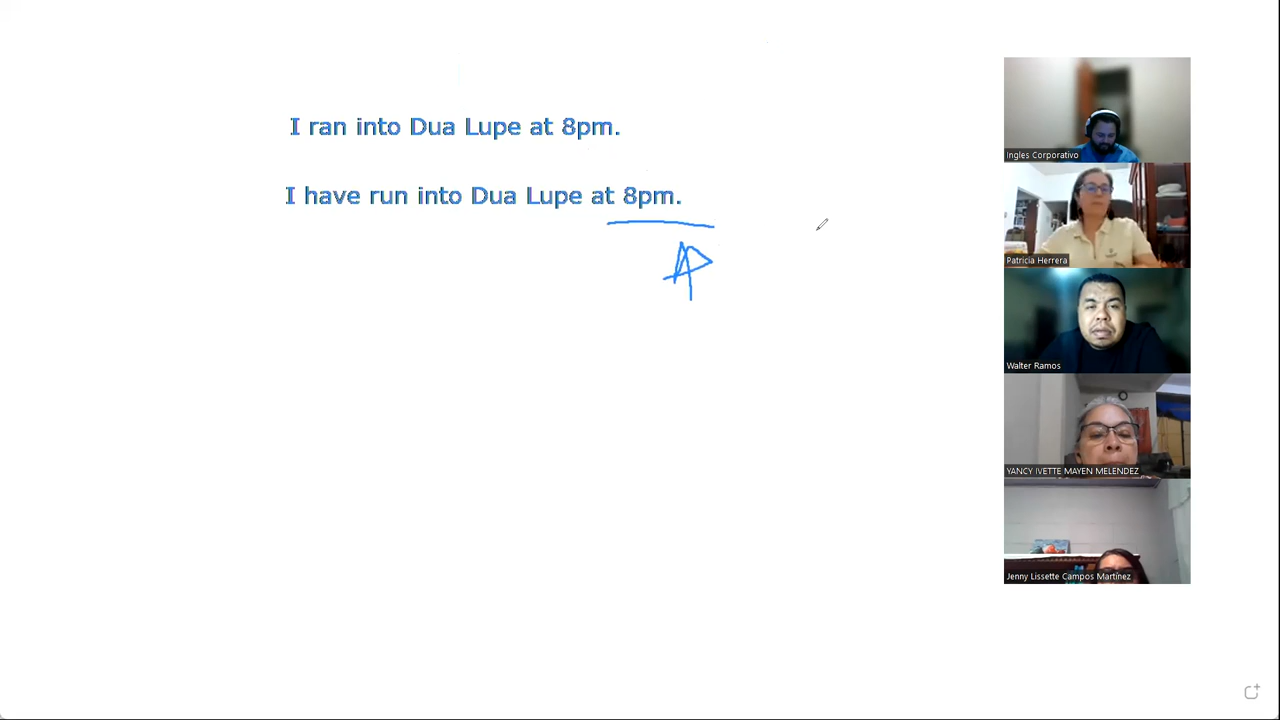 I ran into Dua Lupe at 8pm.
I have run into Dua Lupe at 8pm.
Ingles Corporativo
Patricia Herrera
Walter Ramos
YANCY IVETTE MAYEN MELENDEZ
Jenny Lissette Campos Martínez